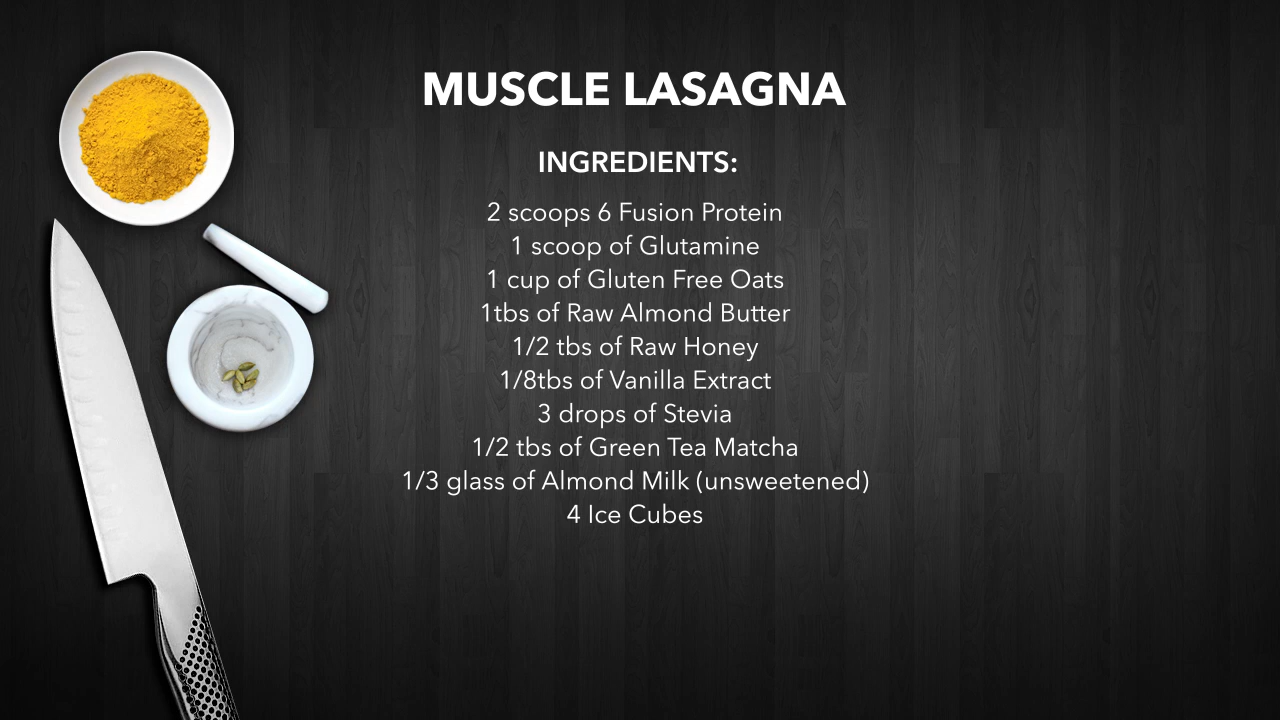 MUSCLE LASAGNA
INGREDIENTS:
2 scoops 6 Fusion Protein
1 scoop of Glutamine
1 cup of Gluten Free Oats
1tbs of Raw Almond Butter
1/2 tbs of Raw Honey
1/8tbs of Vanilla Extract
3 drops of Stevia
1/2 tbs of Green Tea Matcha
1/3 glass of Almond Milk (unsweetened)
4 Ice Cubes